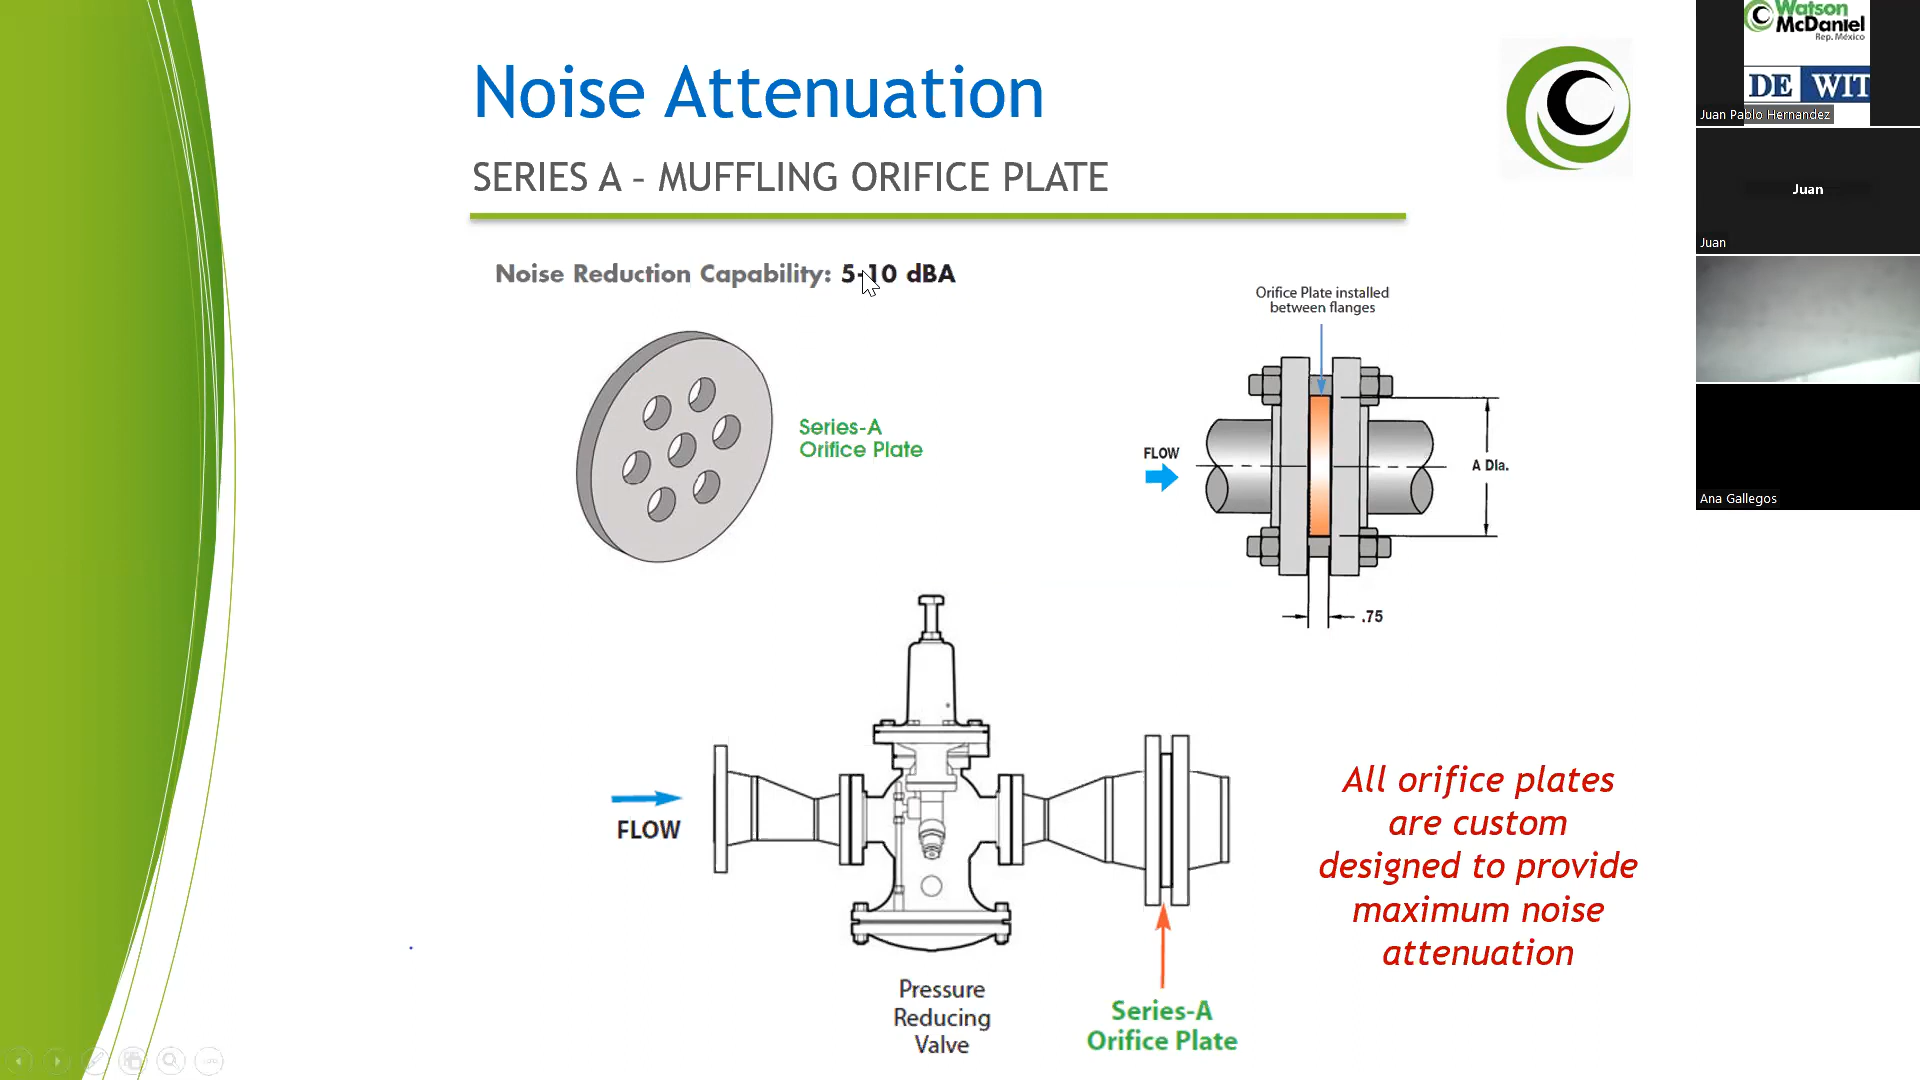 Noise Attenuation
SERIES A – MUFFLING ORIFICE PLATE
Noise Reduction Capability: 5-10 dBA
Series-A
Orifice Plate
Orifice Plate installed
between flanges
FLOW
A Dia.
.75
FLOW
Pressure
Reducing
Valve
Series-A
Orifice Plate
All orifice plates
are custom
designed to provide
maximum noise
attenuation
Watson
McDaniel
Rep. México
DE WIT
Juan Pablo Hernandez
Juan
Juan
Ana Gallegos